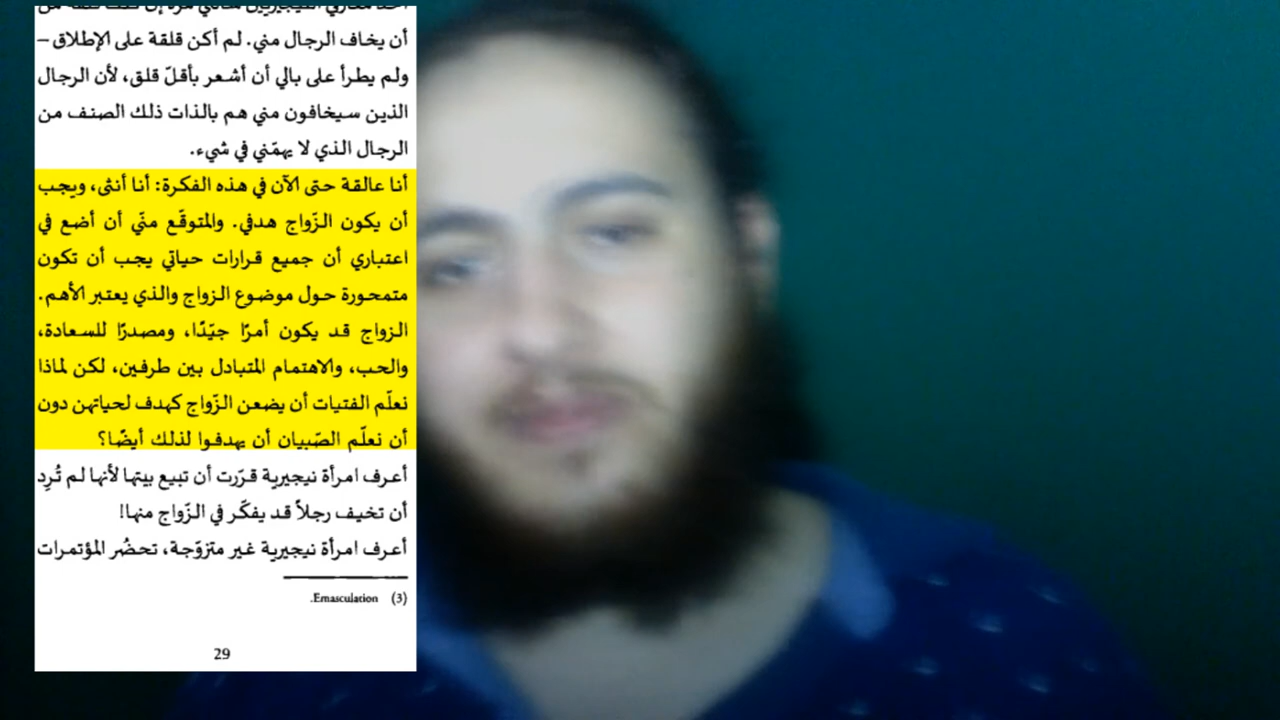 أن يخاف الرجال مني. لم أكن قلقة على الإطلاق –
ولم يطرأ على بالي أن أشعر بأقلّ قلق، لأن الرجال
الذين سيخافون مني هم بالذات ذلك الصنف من
الرجال الذي لا يهمّني في شيء.
أنا عالقة حتى الآن في هذه الفكرة: أنا أنثى، ويجب
أن يكون الزّواج هدفي. والمتوقّع منّي أن أضع في
اعتباري أن جميع قرارات حياتي يجب أن تكون
متمحورة حول موضوع الزواج والذي يعتبر الأهم.
الزواج قد يكون أمرًا جيّدًا، ومصدرًا للسعادة،
والحب، والاهتمام المتبادل بين طرفين، لكن لماذا
نعلّم الفتيات أن يضعن الزّواج كهدف لحياتهن دون
أن نعلّم الصّبيان أن يهدفوا لذلك أيضًا؟
أعرف امرأة نيجيرية قرّرت أن تبيع بيتها لأنها لم تُرِد
أن تخيف رجلاً قد يفكّر في الزّواج منها!
أعرف امرأة نيجيرية غير متزوّجة، تحضُر المؤتمرات
(3) Emasculation.
29